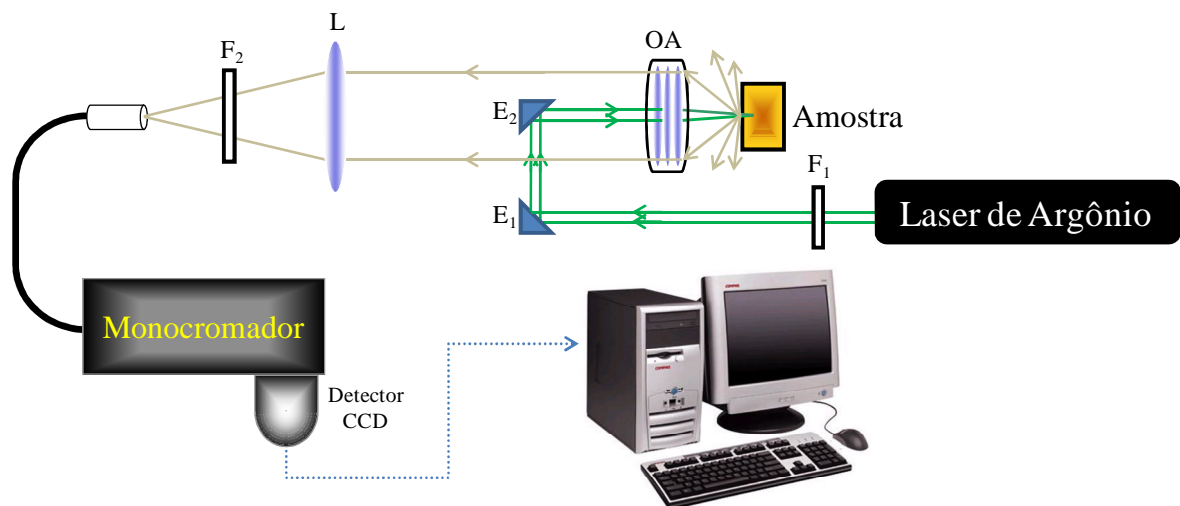 L
F₂
OA
E₂
Amostra
F₁
E₁
Laser de Argônio
Monocromador
Detector
CCD